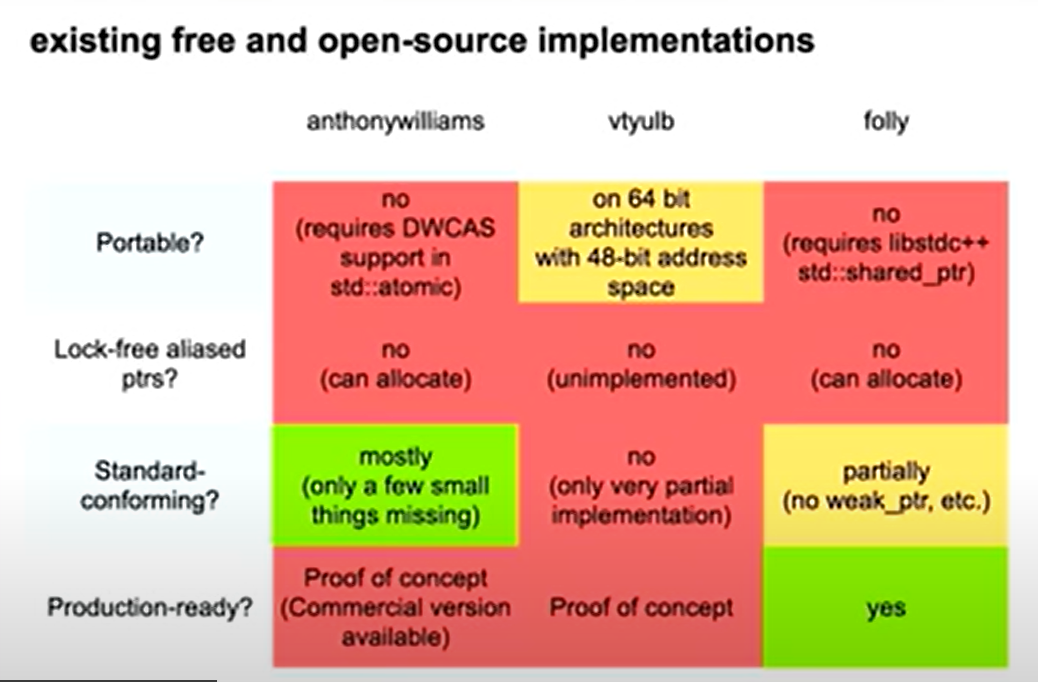 existing free and open-source implementations
anthonywilliams
vtyulb
folly
Portable?
no
(requires DWCAS
support in
std::atomic)
on 64 bit
architectures
with 48-bit address
space
no
(requires libstdc++
std::shared_ptr)
Lock-free aliased
ptrs?
no
(can allocate)
no
(unimplemented)
no
(can allocate)
Standard-
conforming?
mostly
(only a few small
things missing)
no
(only very partial
implementation)
partially
(no weak_ptr, etc.)
Production-ready?
Proof of concept
(Commercial version
available)
Proof of concept
yes